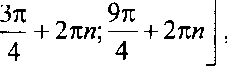 3π/4 + 2πn; 9π/4 + 2πn ⌋,